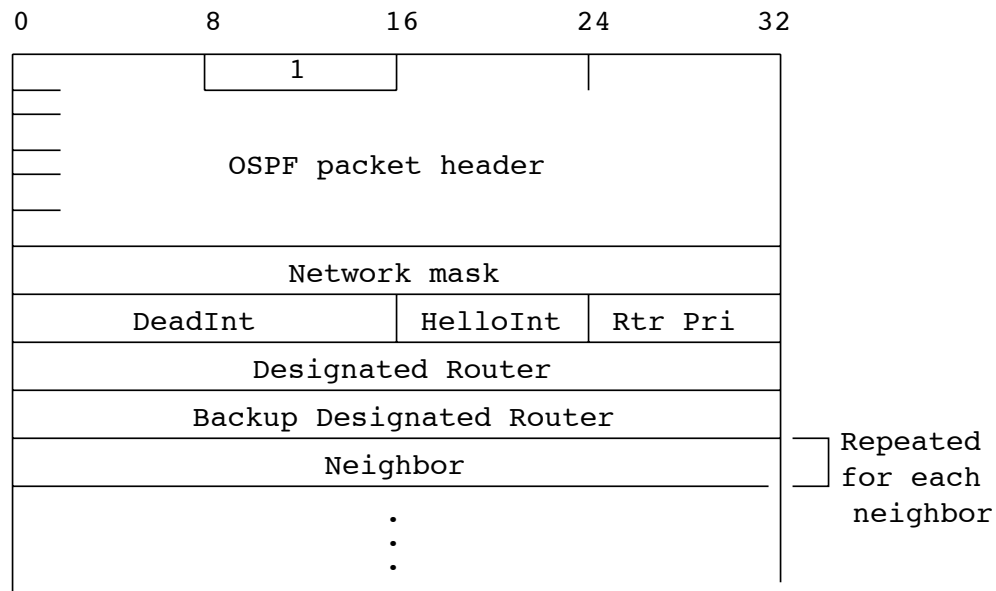 0 8 16 24 32
1
OSPF packet header
Network mask
DeadInt HelloInt Rtr Pri
Designated Router
Backup Designated Router
Neighbor
Repeated
for each
neighbor
.
.
.